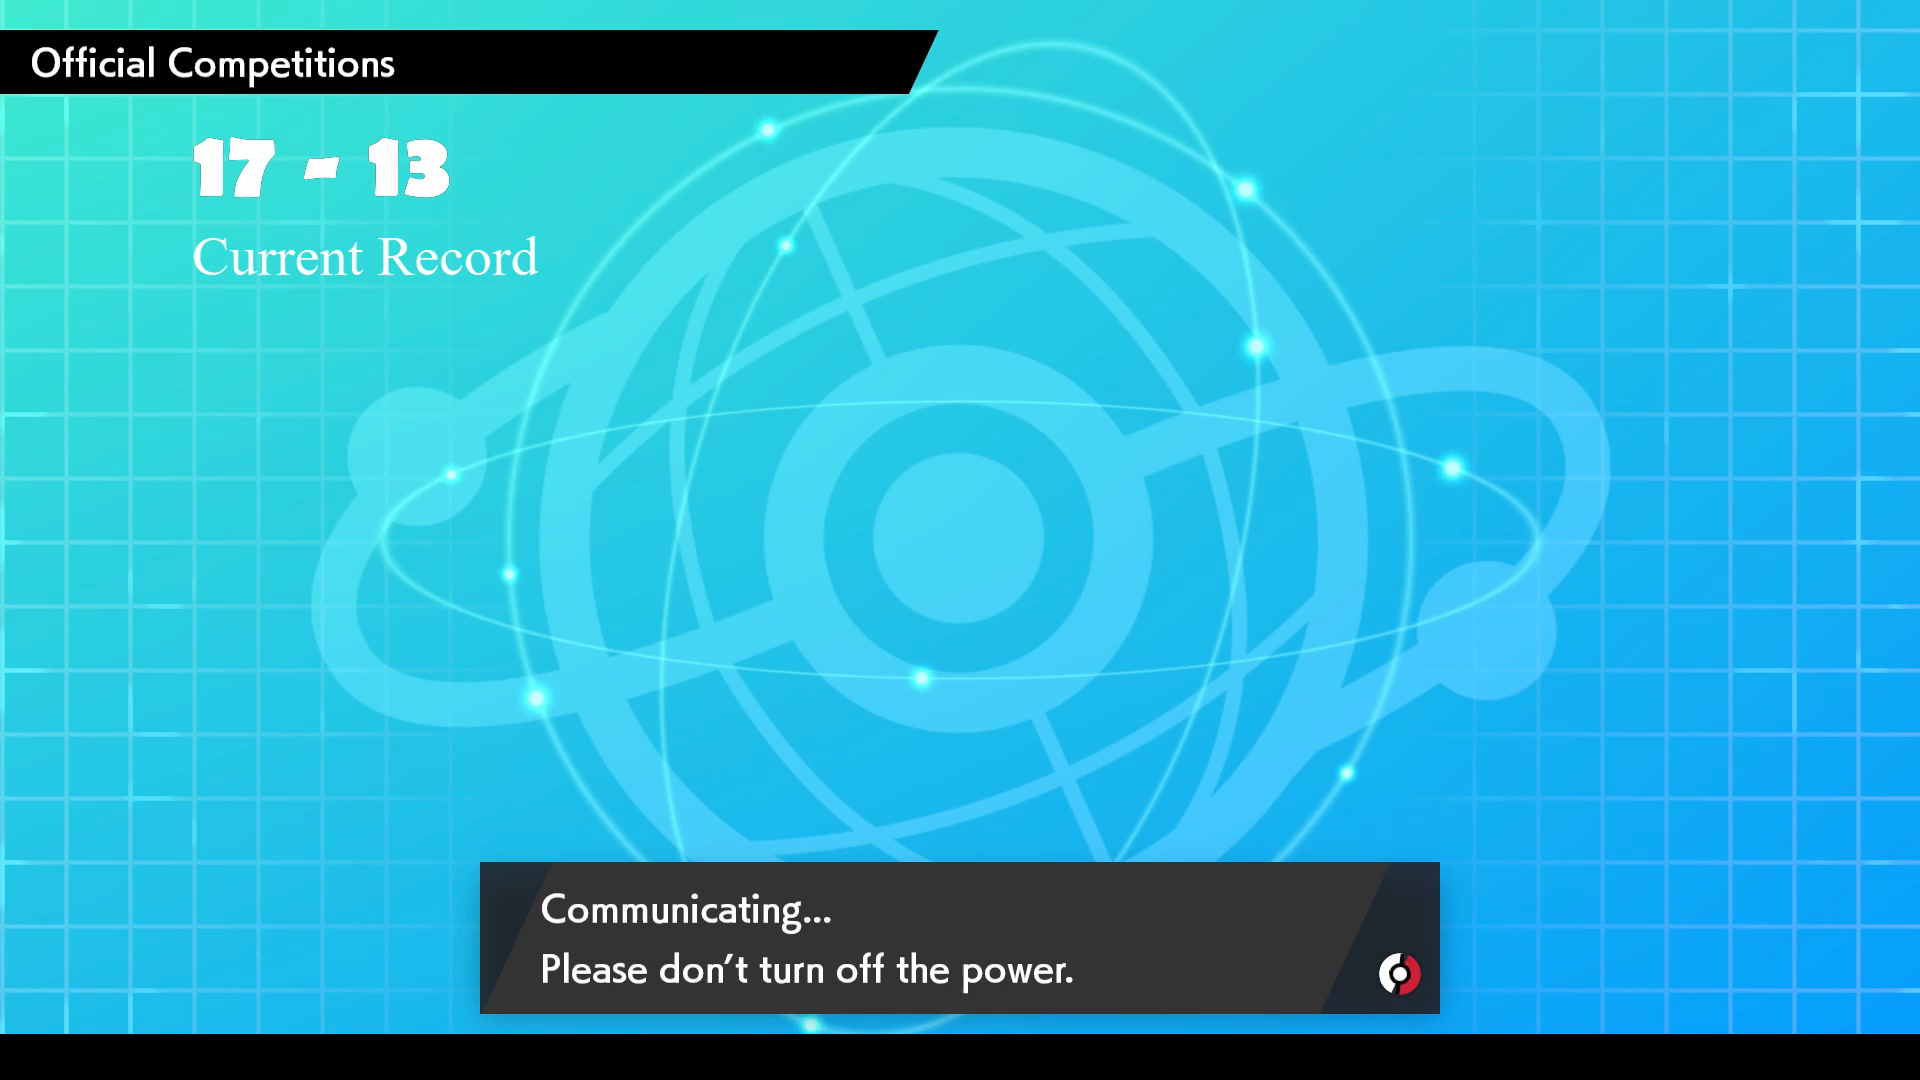 Official Competitions
17 - 13
Current Record
Communicating...
Please don't turn off the power.